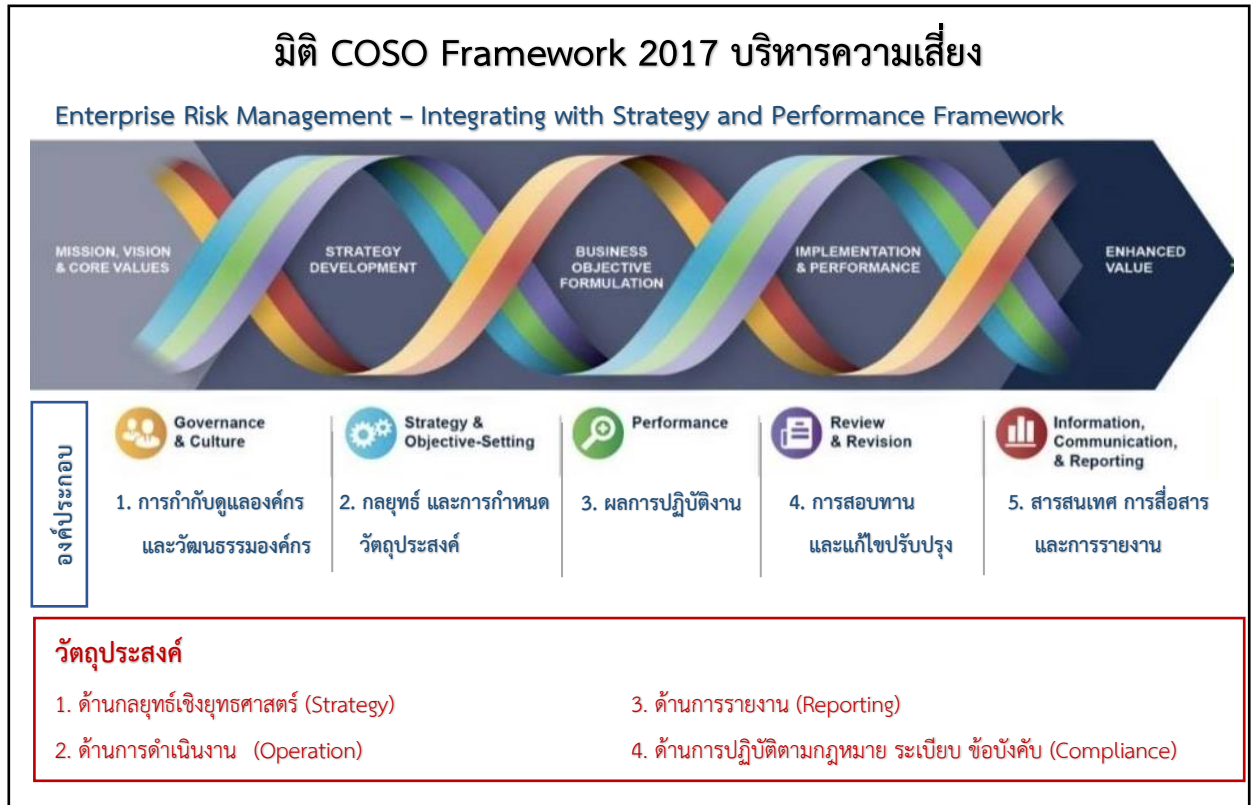 มิติ COSO Framework 2017 บริหารความเสี่ยง
Enterprise Risk Management – Integrating with Strategy and Performance Framework
MISSION, VISION
& CORE VALUES
STRATEGY
DEVELOPMENT
BUSINESS
OBJECTIVE
FORMULATION
IMPLEMENTATION
& PERFORMANCE
ENHANCED
VALUE
องค์ประกอบ
Governance
& Culture
1. การกำกับดูแลองค์กร
และวัฒนธรรมองค์กร
Strategy &
Objective-Setting
2. กลยุทธ์ และการกำหนด
วัตถุประสงค์
Performance
3. ผลการปฏิบัติงาน
Review
& Revision
4. การสอบทาน
และแก้ไขปรับปรุง
Information,
Communication,
& Reporting
5. สารสนเทศ การสื่อสาร
และการรายงาน
วัตถุประสงค์
1. ด้านกลยุทธ์เชิงยุทธศาสตร์ (Strategy)
2. ด้านการดำเนินงาน (Operation)
3. ด้านการรายงาน (Reporting)
4. ด้านการปฏิบัติตามกฎหมาย ระเบียบ ข้อบังคับ (Compliance)